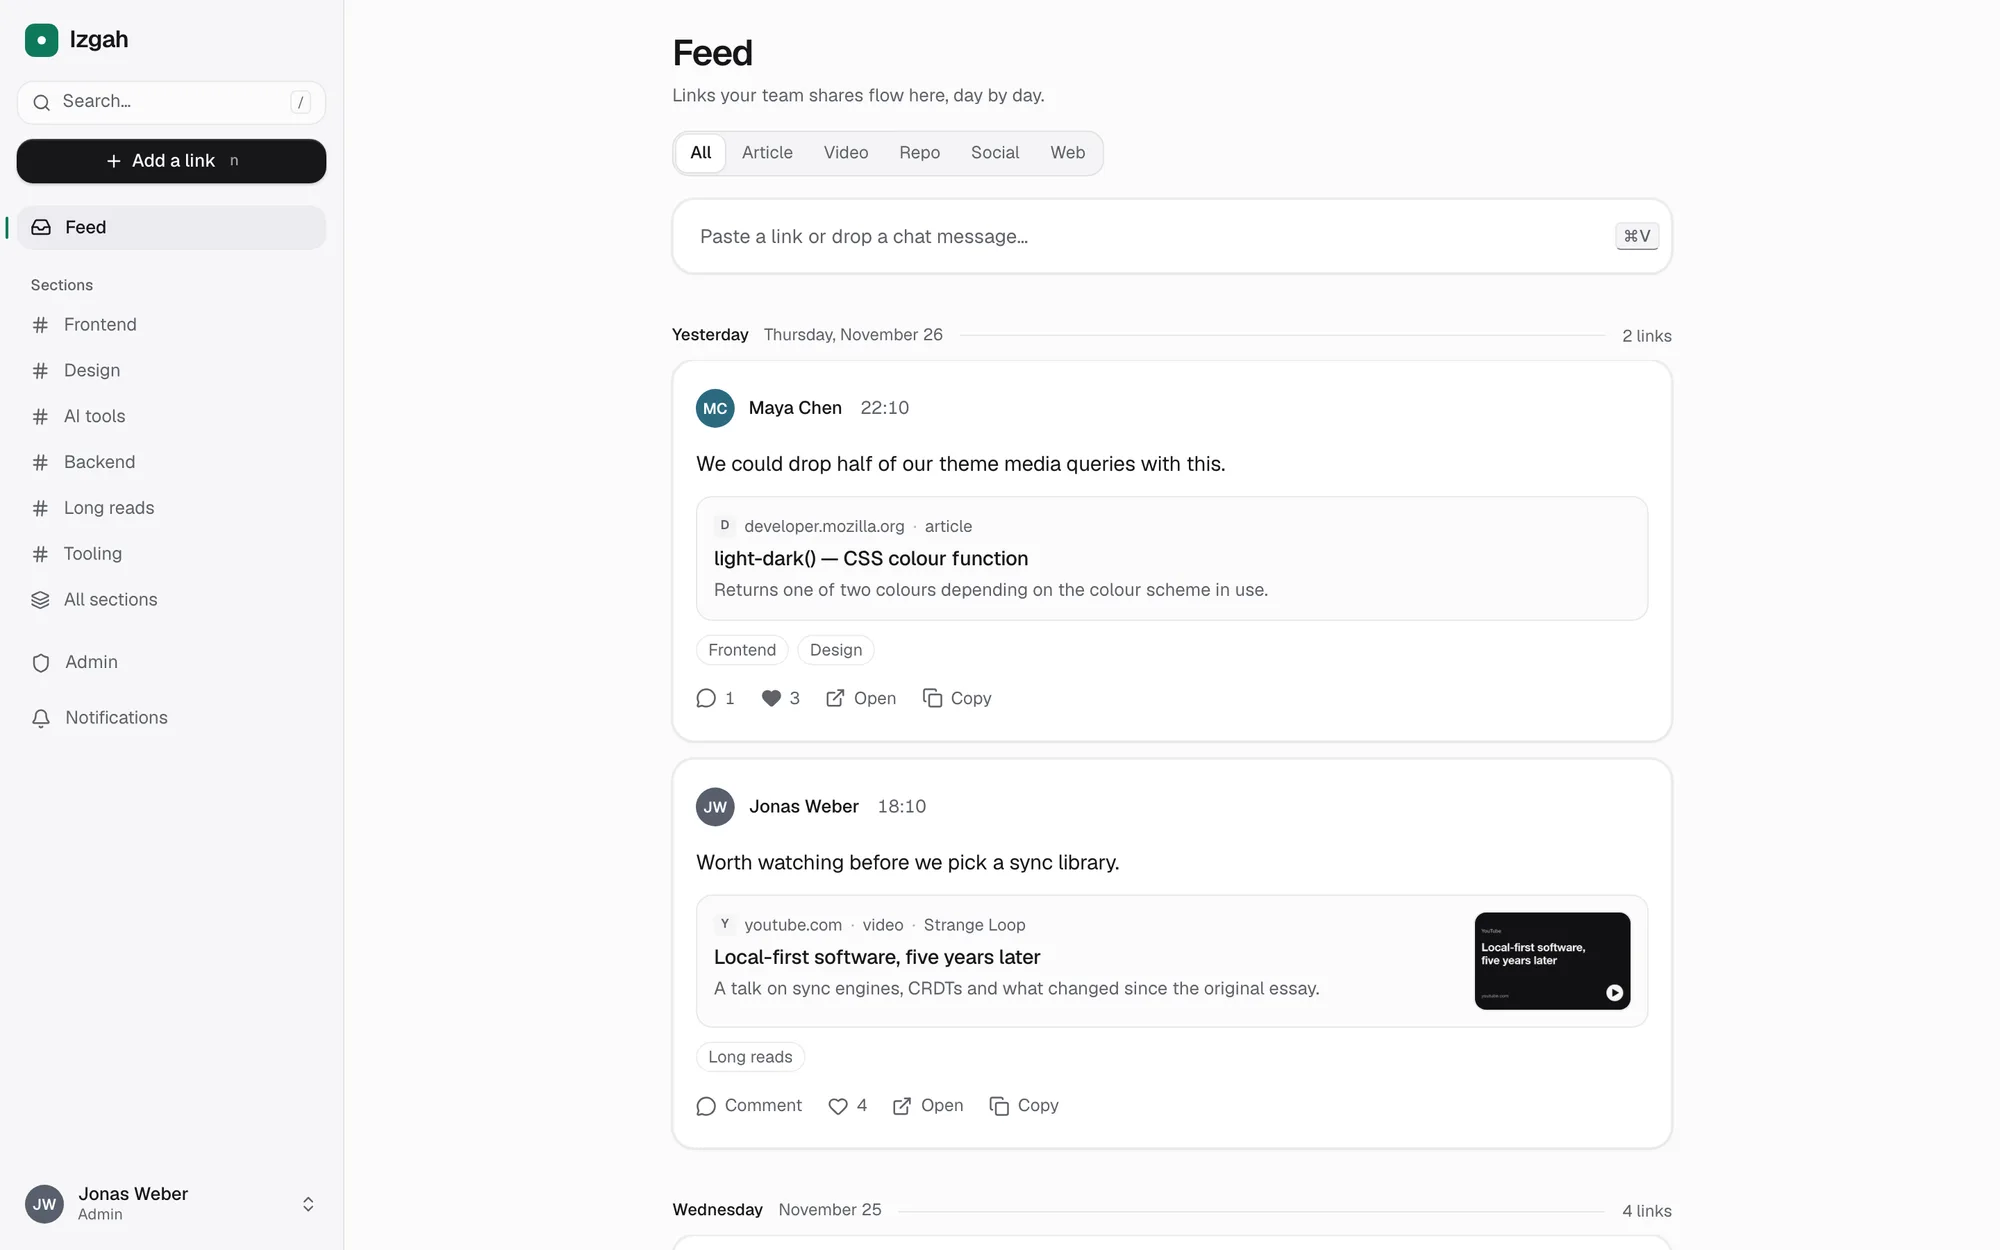 Izgah
Search…
/
Add a link n
Feed
Sections
# Frontend
# Design
# AI tools
# Backend
# Long reads
# Tooling
All sections
Admin
Notifications
JW
Jonas Weber
Admin
Feed
Links your team shares flow here, day by day.
All Article Video Repo Social Web
Paste a link or drop a chat message…
⌘V
Yesterday Thursday, November 26 2 links
MC Maya Chen 22:10
We could drop half of our theme media queries with this.
D developer.mozilla.org · article
light-dark() — CSS colour function
Returns one of two colours depending on the colour scheme in use.
Frontend Design
1 3 Open Copy
JW Jonas Weber 18:10
Worth watching before we pick a sync library.
Y youtube.com · video · Strange Loop
Local-first software, five years later
A talk on sync engines, CRDTs and what changed since the original essay.
YouTube
Local-first software,
five years later
youtube.com
Long reads
Comment 4 Open Copy
Wednesday November 25 4 links